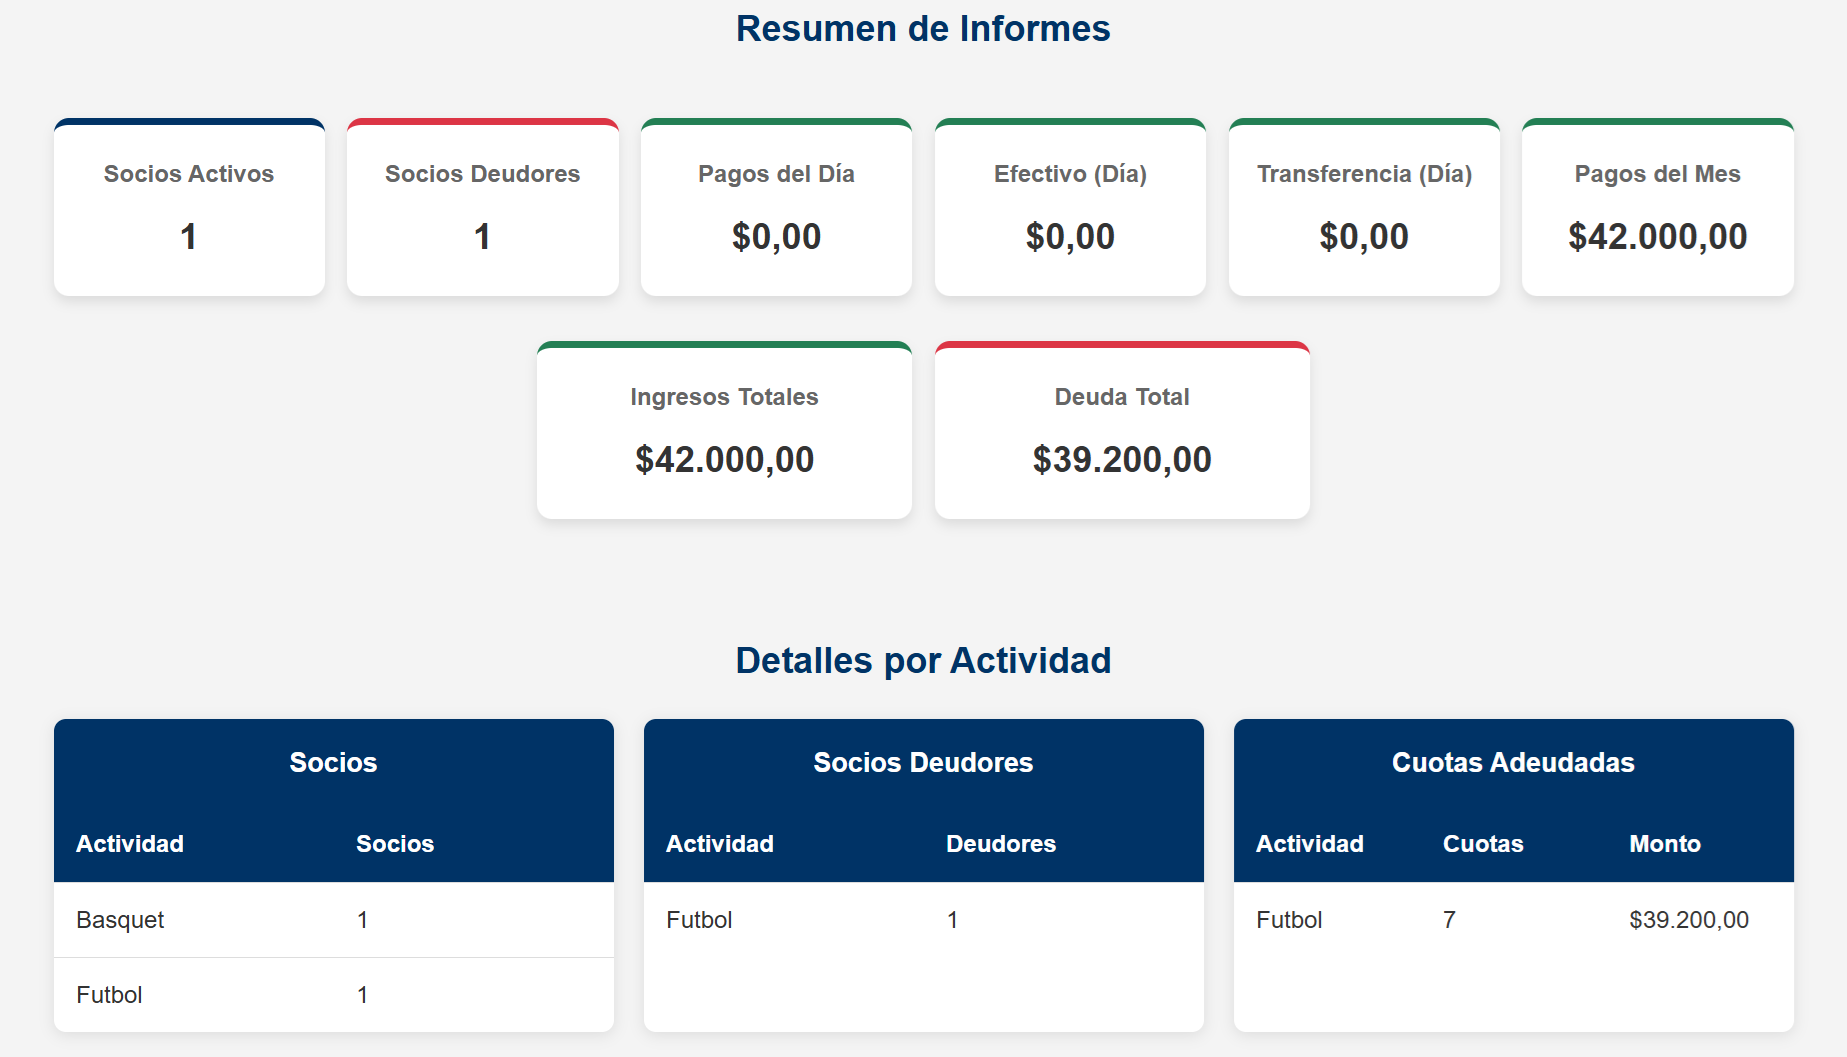 Resumen de Informes
Socios Activos
1
Socios Deudores
1
Pagos del Día
$0,00
Efectivo (Día)
$0,00
Transferencia (Día)
$0,00
Pagos del Mes
$42.000,00
Ingresos Totales
$42.000,00
Deuda Total
$39.200,00
Detalles por Actividad
Socios
Actividad Socios
Basquet 1
Futbol 1
Socios Deudores
Actividad Deudores
Futbol 1
Cuotas Adeudadas
Actividad Cuotas Monto
Futbol 7 $39.200,00